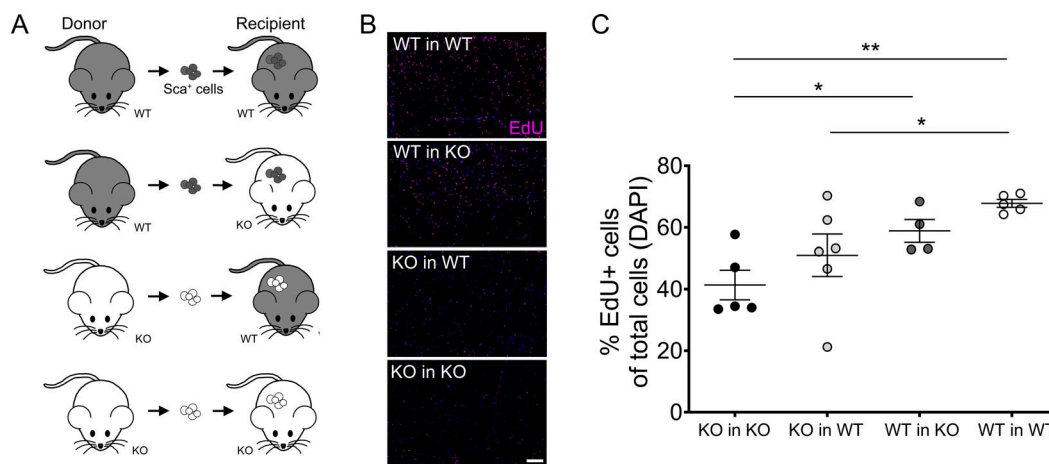 A
Donor
Recipient
Sca⁺ cells
WT
WT
WT
KO
KO
WT
KO
KO
B
WT in WT
EdU
WT in KO
KO in WT
KO in KO
C
**
*
*
% EdU+ cells
of total cells (DAPI)
80
60
40
20
0
KO in KO
KO in WT
WT in KO
WT in WT